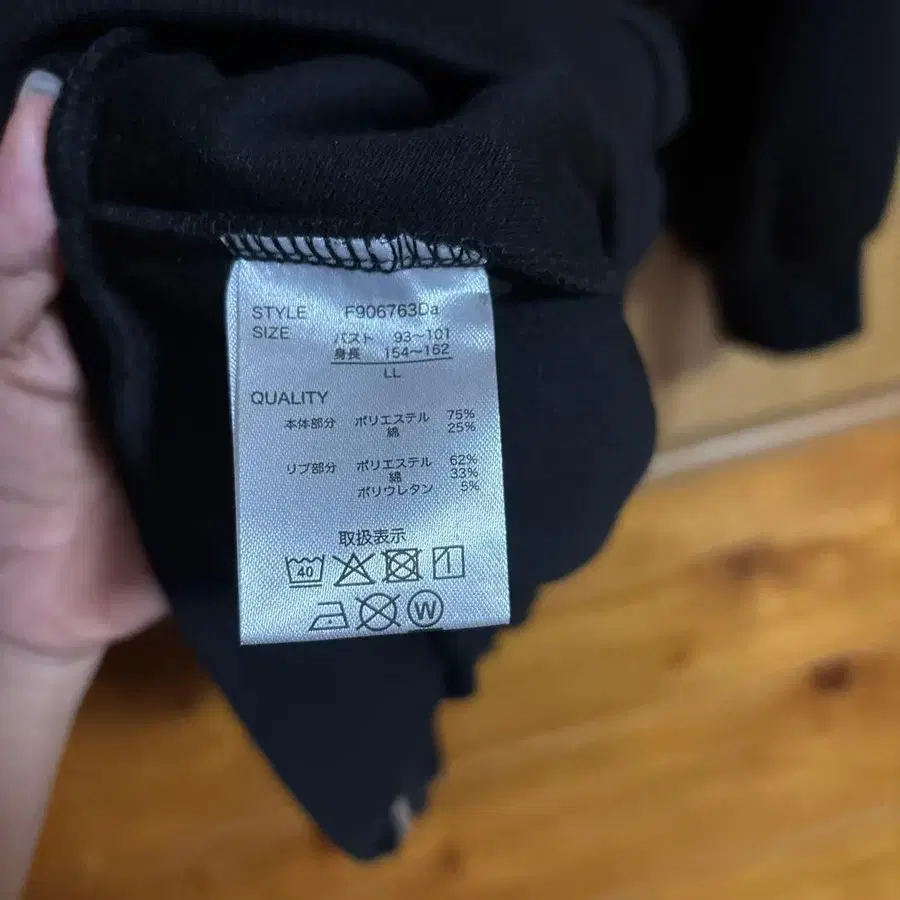 STYLE F906763Da
SIZE バスト 93～101
身長 154～162
LL
QUALITY
本体部分 ポリエステル 75%
綿 25%
リブ部分 ポリエステル 62%
綿 33%
ポリウレタン 5%
取扱表示
40
W